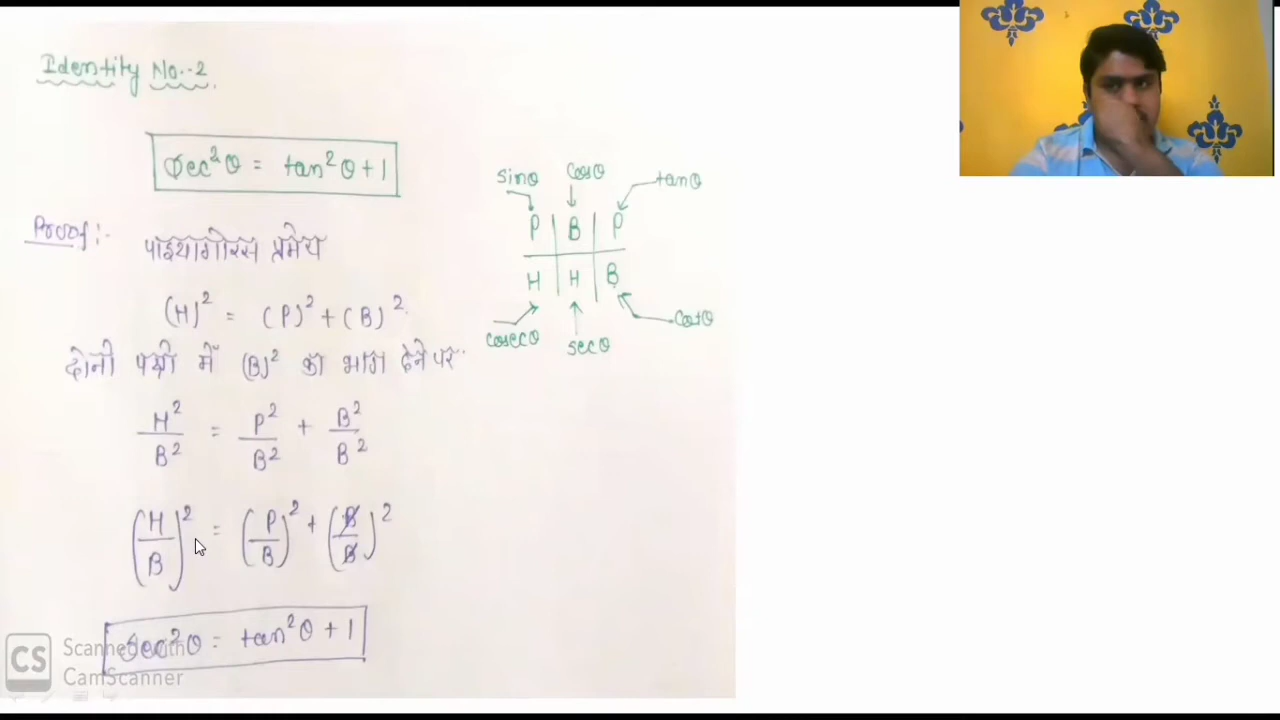 Identity No.-2
sec²θ = tan²θ + 1
Proof:-
पाइथागोरस प्रमेय
(H)² = (P)² + (B)²
दोनो पक्षो में (B)² का भाग देने पर
H²/B² = P²/B² + B²/B²
(H/B)² = (P/B)² + (B/B)²
sec²θ = tan²θ + 1
sinθ cosθ tanθ
P B P
H H B
cosecθ secθ cotθ
CS Scanned with
CamScanner